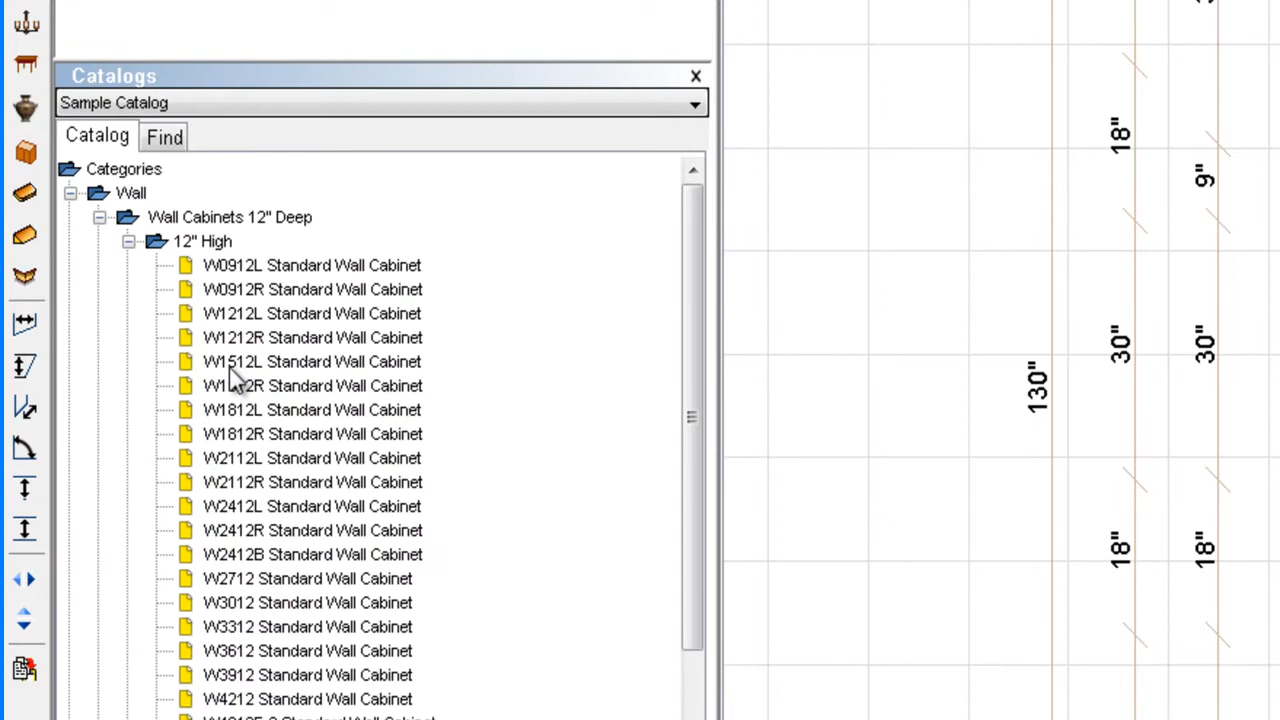 Catalogs
Sample Catalog
Catalog
Find
Categories
Wall
Wall Cabinets 12" Deep
12" High
W0912L Standard Wall Cabinet
W0912R Standard Wall Cabinet
W1212L Standard Wall Cabinet
W1212R Standard Wall Cabinet
W1512L Standard Wall Cabinet
Standard Wall Cabinet
W1812L Standard Wall Cabinet
W1812R Standard Wall Cabinet
W2112L Standard Wall Cabinet
W2112R Standard Wall Cabinet
W2412L Standard Wall Cabinet
W2412R Standard Wall Cabinet
W2412B Standard Wall Cabinet
W2712 Standard Wall Cabinet
W3012 Standard Wall Cabinet
W3312 Standard Wall Cabinet
W3612 Standard Wall Cabinet
W3912 Standard Wall Cabinet
W4212 Standard Wall Cabinet
Standard Wall Cabinet
130"
18"
30"
18"
9"
30"
18"